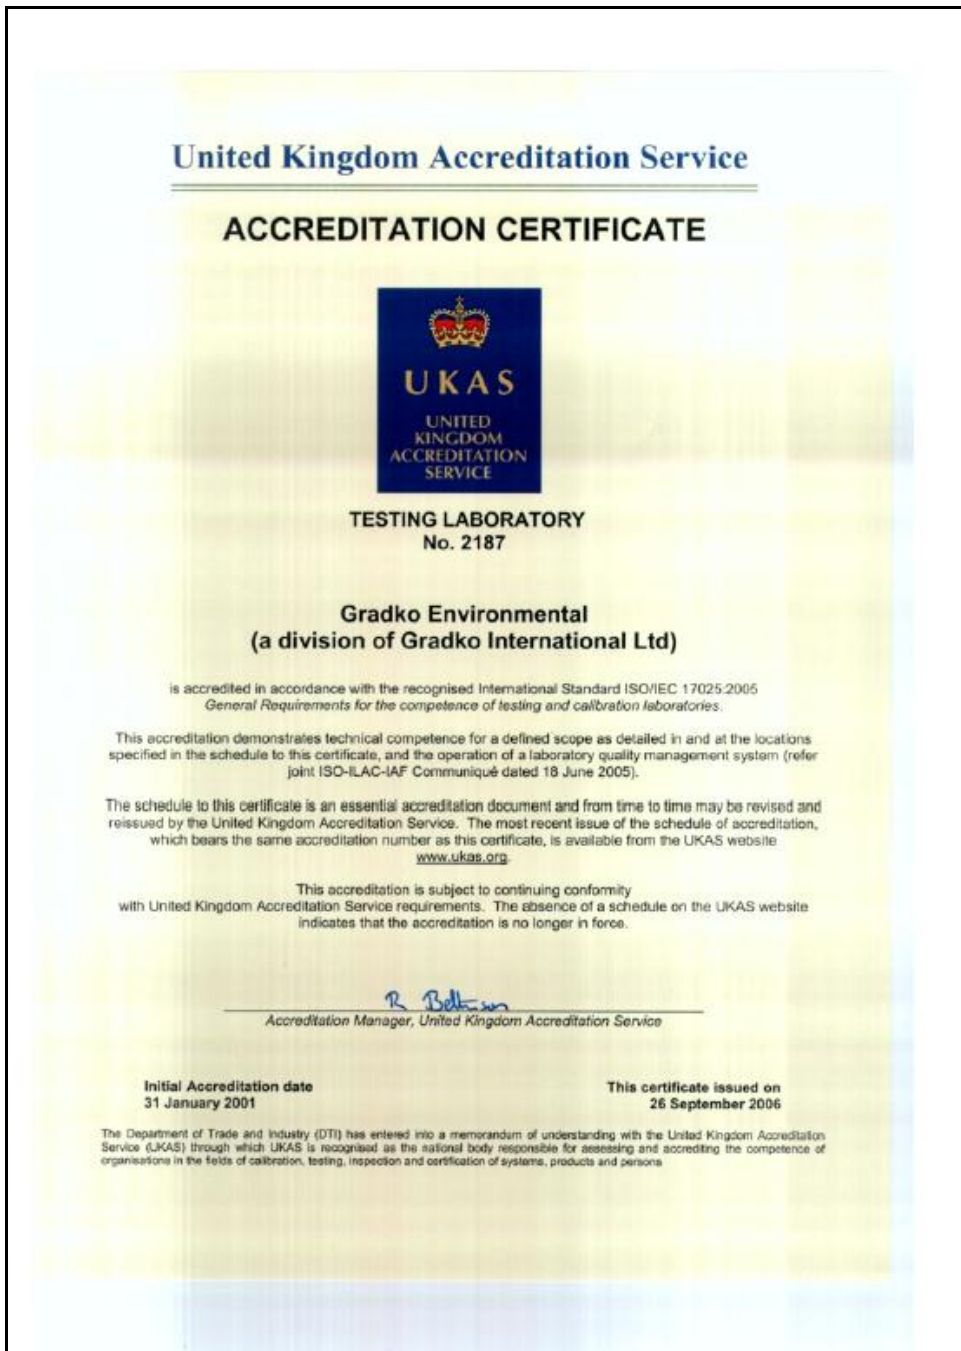 United Kingdom Accreditation Service
ACCREDITATION CERTIFICATE
UKAS
UNITED
KINGDOM
ACCREDITATION
SERVICE
TESTING LABORATORY
No. 2187
Gradko Environmental
(a division of Gradko International Ltd)
is accredited in accordance with the recognised International Standard ISO/IEC 17025:2005
General Requirements for the competence of testing and calibration laboratories.
This accreditation demonstrates technical competence for a defined scope as detailed in and at the locations
specified in the schedule to this certificate, and the operation of a laboratory quality management system (refer
joint ISO-ILAC-IAF Communiqué dated 18 June 2005).
The schedule to this certificate is an essential accreditation document and from time to time may be revised and
reissued by the United Kingdom Accreditation Service. The most recent issue of the schedule of accreditation,
which bears the same accreditation number as this certificate, is available from the UKAS website
www.ukas.org.
This accreditation is subject to continuing conformity
with United Kingdom Accreditation Service requirements. The absence of a schedule on the UKAS website
indicates that the accreditation is no longer in force.
R
Accreditation Manager, United Kingdom Accreditation Service
Initial Accreditation date
31 January 2001
This certificate issued on
26 September 2006
The Department of Trade and Industry (DTI) has entered into a memorandum of understanding with the United Kingdom Accreditation
Service (UKAS) through which UKAS is recognised as the national body responsible for assessing and accrediting the competence of
organisations in the fields of calibration, testing, inspection and certification of systems, products and persons